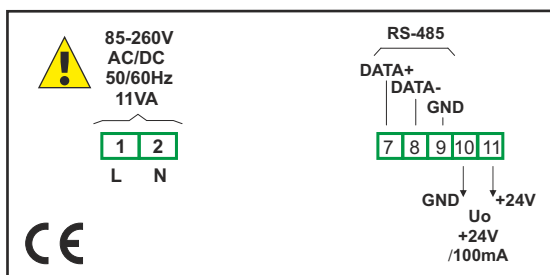 85-260V
AC/DC
50/60Hz
11VA
1 2
L N
RS-485
DATA+
DATA-
GND
7 8 9 10 11
GND +24V
Uo
+24V
/100mA
CE